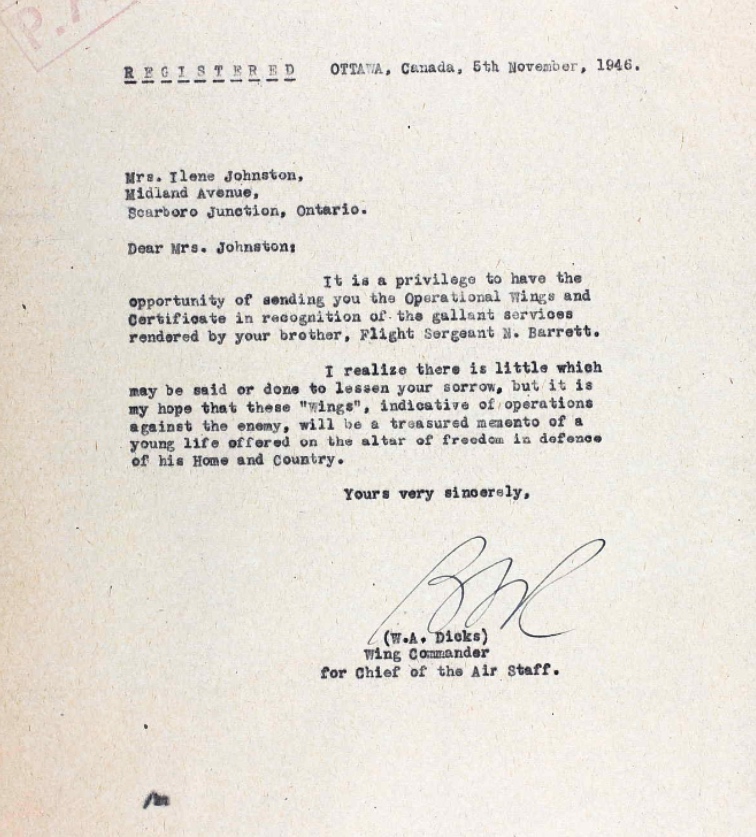 P.A
REGISTERED OTTAWA, Canada, 5th November, 1946.
Mrs. Ilene Johnston,
Midland Avenue,
Scarboro Junction, Ontario.
Dear Mrs. Johnston:
It is a privilege to have the
opportunity of sending you the Operational Wings and
Certificate in recognition of the gallant services
rendered by your brother, Flight Sergeant N. Barrett.
I realize there is little which
may be said or done to lessen your sorrow, but it is
my hope that these "Wings", indicative of operations
against the enemy, will be a treasured memento of a
young life offered on the altar of freedom in defence
of his Home and Country.
Yours very sincerely,
(W.A. Dicks)
Wing Commander
for Chief of the Air Staff.